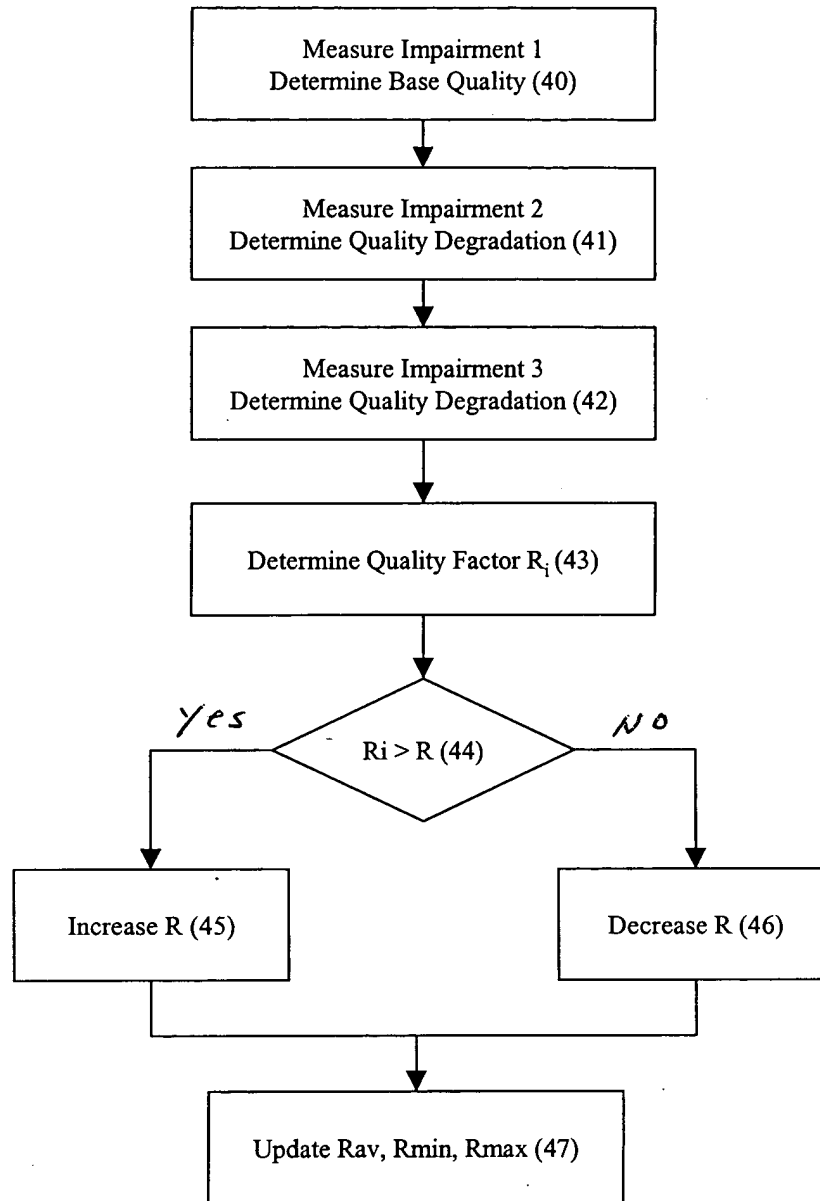 Measure Impairment 1
Determine Base Quality (40)
Measure Impairment 2
Determine Quality Degradation (41)
Measure Impairment 3
Determine Quality Degradation (42)
Determine Quality Factor Ri (43)
Yes
Ri > R (44)
NO
Increase R (45)
Decrease R (46)
Update Rav, Rmin, Rmax (47)